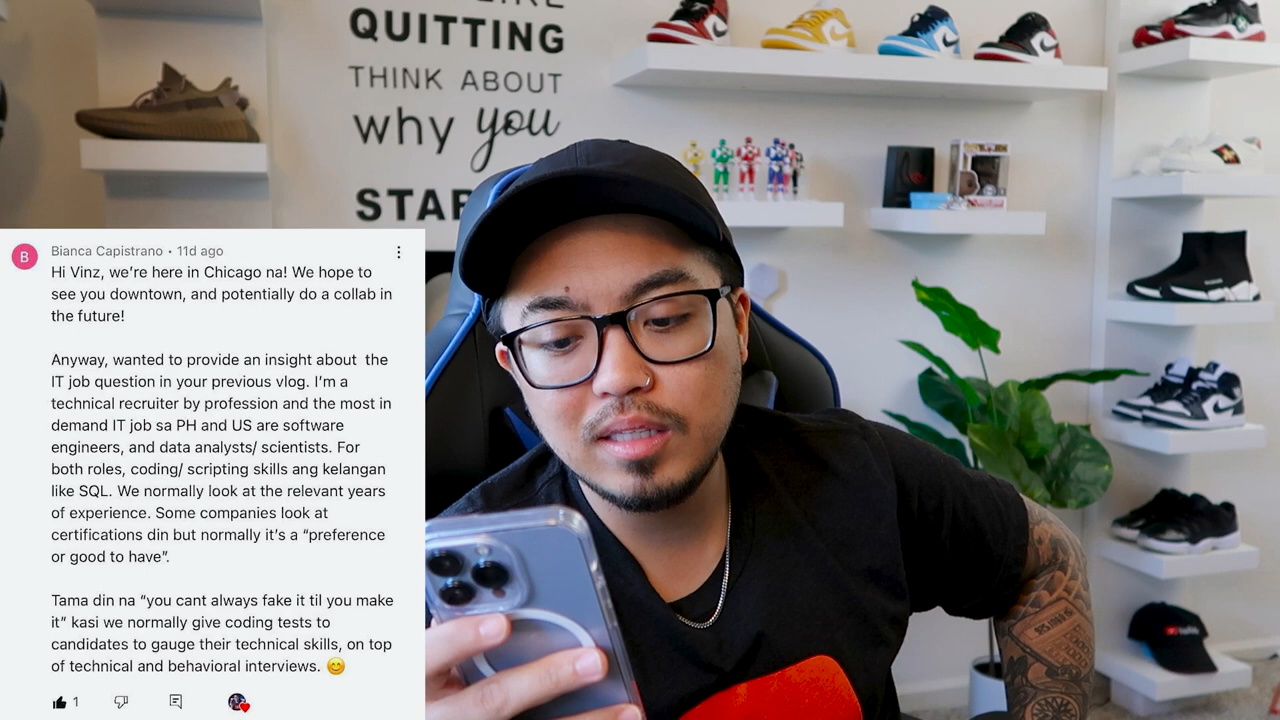 QUITTING
THINK ABOUT
why you
Bianca Capistrano • 11d ago
B
Hi Vinz, we're here in Chicago na! We hope to
see you downtown, and potentially do a collab in
the future!
Anyway, wanted to provide an insight about  the
IT job question in your previous vlog. I'm a
technical recruiter by profession and the most in
demand IT job sa PH and US are software
engineers, and data analysts/ scientists. For
both roles, coding/ scripting skills ang kelangan
like SQL. We normally look at the relevant years
of experience. Some companies look at
certifications din but normally it's a “preference
or good to have”.
Tama din na “you cant always fake it til you make
it” kasi we normally give coding tests to
candidates to gauge their technical skills, on top
of technical and behavioral interviews. 😊
1